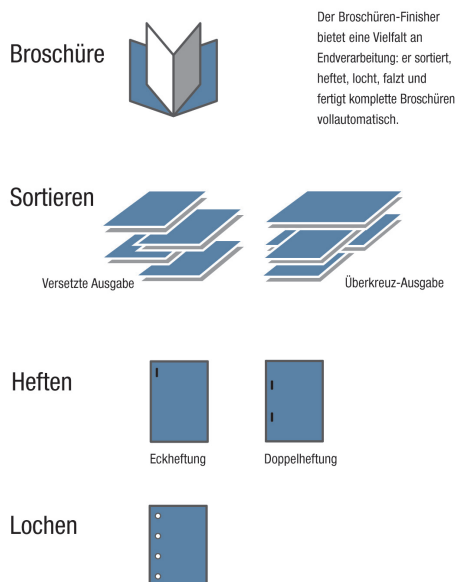 Broschüre
Der Broschüren-Finisher
bietet eine Vielfalt an
Endverarbeitung: er sortiert,
heftet, locht, falzt und
fertigt komplette Broschüren
vollautomatisch.
Sortieren
Versetzte Ausgabe
Überkreuz-Ausgabe
Heften
Eckheftung
Doppelheftung
Lochen